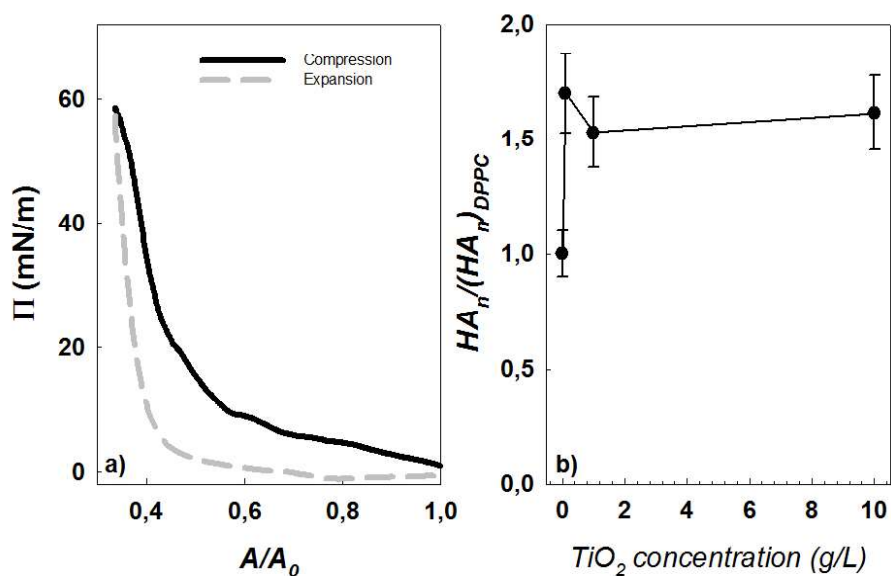 Compression
Expansion
60
40
20
0
Π (mN/m)
a)
0,4
0,6
0,8
1,0
A/A0
2,0
1,5
1,0
0,5
0,0
HAn/(HAn)DPPC
b)
0
2
4
6
8
10
TiO2 concentration (g/L)